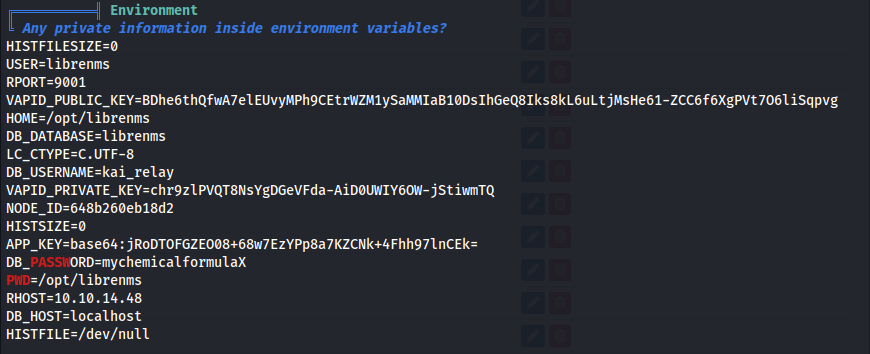 Environment
Any private information inside environment variables?
HISTFILESIZE=0
USER=librenms
RPORT=9001
VAPID_PUBLIC_KEY=BDhe6thQfwA7elEUvyMPh9CEtrWZM1ySaMMIaB10DsIhGeQ8Iks8kL6uLtjMsHe61-ZCC6f6XgPVt7O6liSqpvg
HOME=/opt/librenms
DB_DATABASE=librenms
LC_CTYPE=C.UTF-8
DB_USERNAME=kai_relay
VAPID_PRIVATE_KEY=chr9zlPVQT8NsYgDGeVFda-AiD0UWIY6OW-jStiwmTQ
NODE_ID=648b260eb18d2
HISTSIZE=0
APP_KEY=base64:jRoDTOFGZEO08+68w7EzYPp8a7KZCNk+4Fhh97lnCEk=
DB_PASSWORD=mychemicalformulaX
PWD=/opt/librenms
RHOST=10.10.14.48
DB_HOST=localhost
HISTFILE=/dev/null